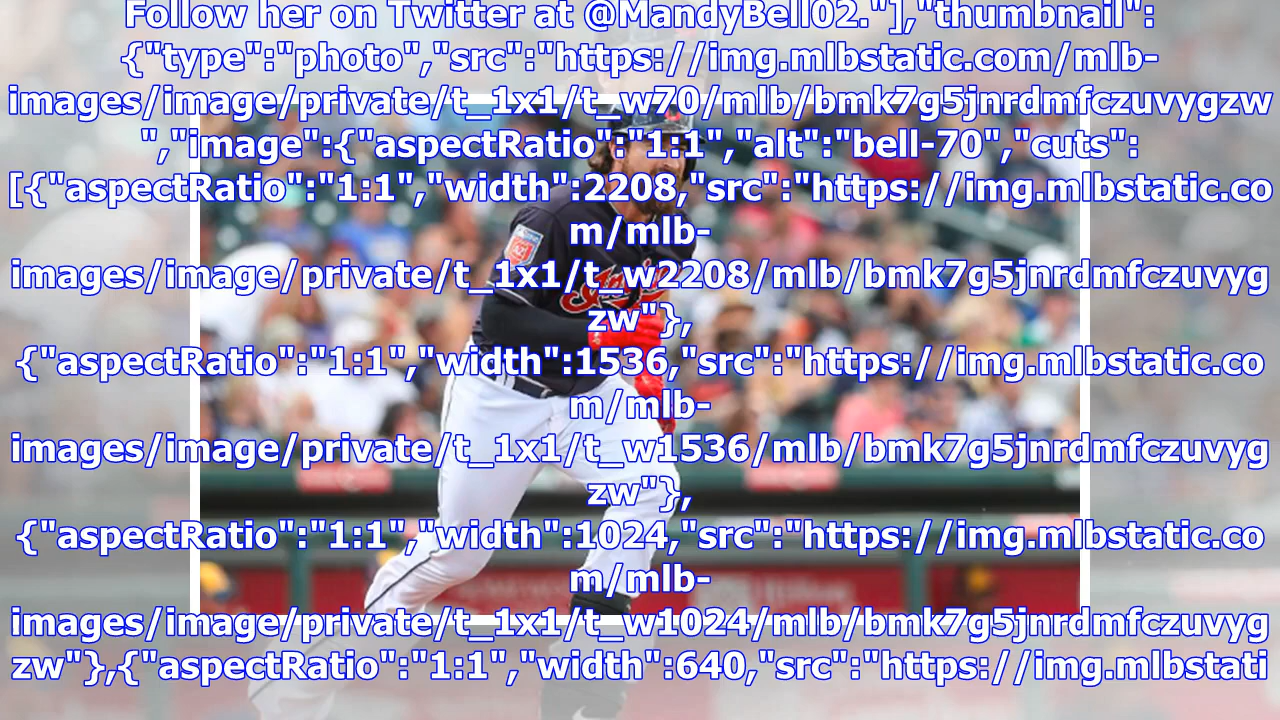 Follow her on Twitter at @MandyBell02."],"thumbnail":
{"type":"photo","src":"https://img.mlbstatic.com/mlb-
images/image/private/t_1x1/t_w70/mlb/bmk7g5jnrdmfczuvygzw
","image":{"aspectRatio":"1:1","alt":"bell-70","cuts":
[{"aspectRatio":"1:1","width":2208,"src":"https://img.mlbstatic.co
m/mlb-
images/image/private/t_1x1/t_w2208/mlb/bmk7g5jnrdmfczuvyg
zw"},
{"aspectRatio":"1:1","width":1536,"src":"https://img.mlbstatic.co
m/mlb-
images/image/private/t_1x1/t_w1536/mlb/bmk7g5jnrdmfczuvyg
zw"},
{"aspectRatio":"1:1","width":1024,"src":"https://img.mlbstatic.co
m/mlb-
images/image/private/t_1x1/t_w1024/mlb/bmk7g5jnrdmfczuvyg
zw"},{"aspectRatio":"1:1","width":640,"src":"https://img.mlbstati